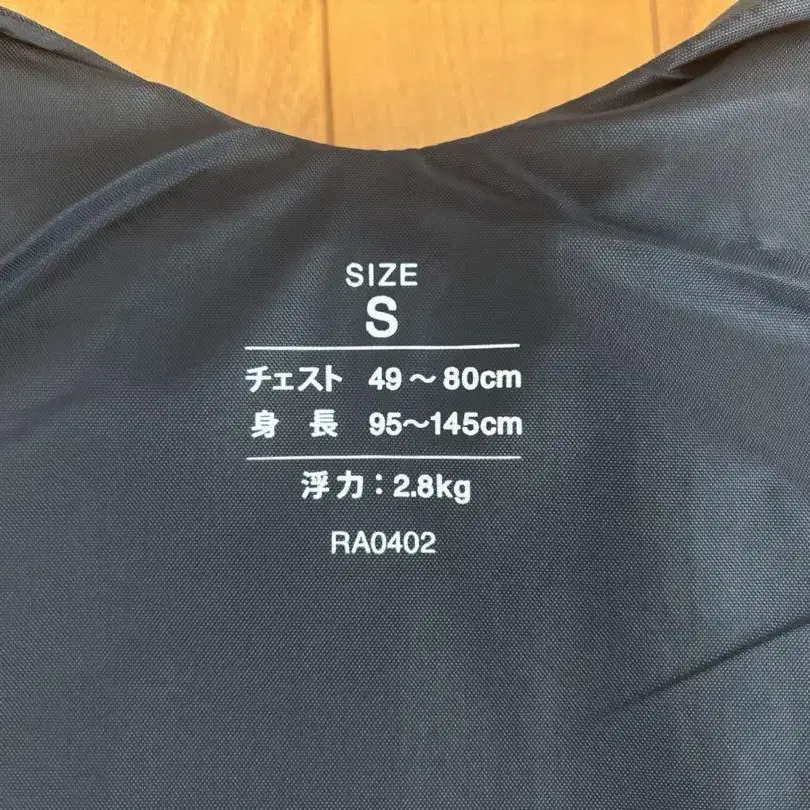 SIZE
S
チェスト 49～80cm
身 長 95～145cm
浮力：2.8kg
RA0402